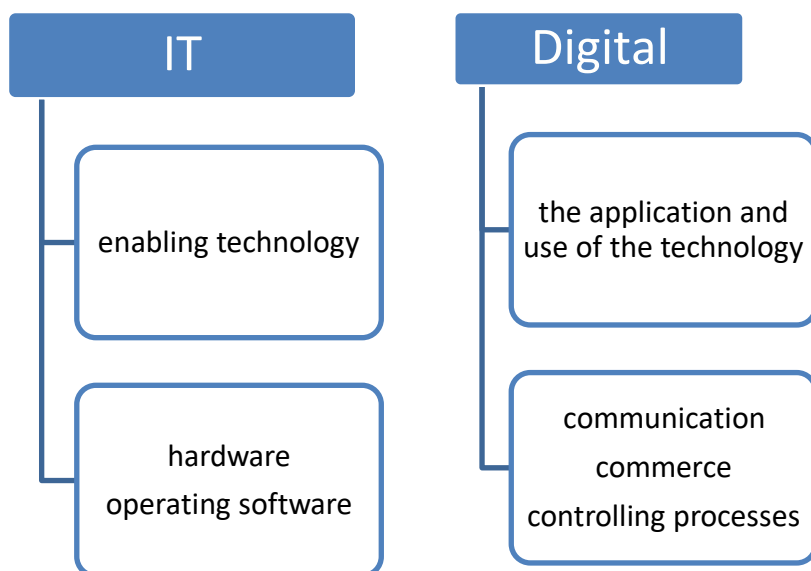 IT
enabling technology
hardware
operating software
Digital
the application and
use of the technology
communication
commerce
controlling processes